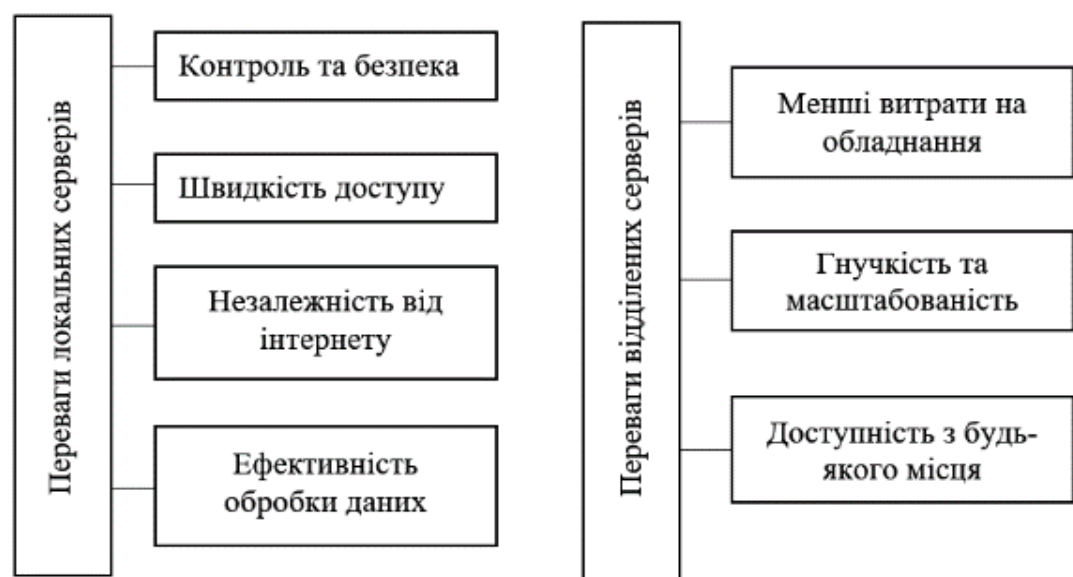 Переваги локальних серверів
Контроль та безпека
Швидкість доступу
Незалежність від
інтернету
Ефективність
обробки даних
Переваги відділених серверів
Менші витрати на
обладнання
Гнучкість та
масштабованість
Доступність з будь-
якого місця